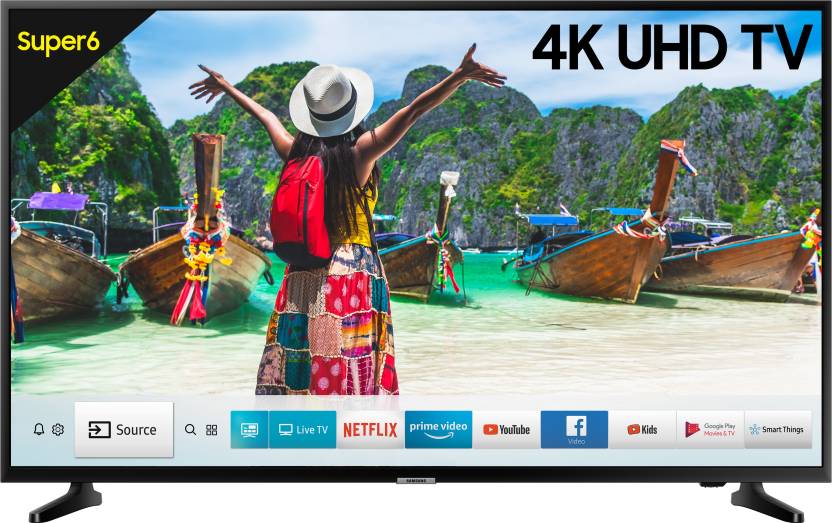 Super6
4K UHD TV
Source
Live TV
NETFLIX
prime video
YouTube
Video
Kids
Google Play
Movies & TV
Smart Things
SAMSUNG